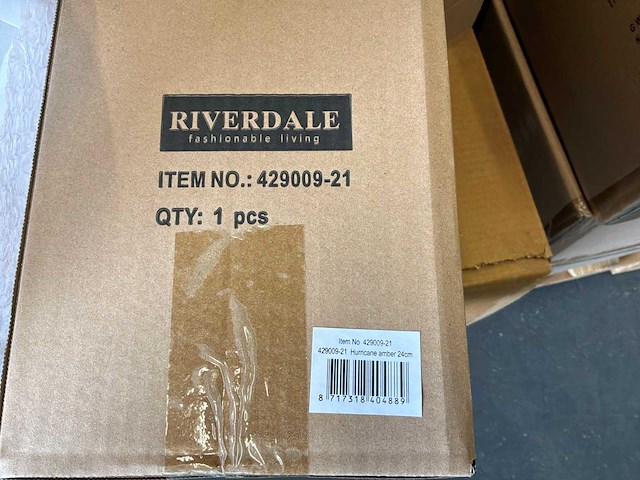 RIVERDALE
fashionable living
ITEM NO.: 429009-21
QTY: 1 pcs
Item No. 429009-21
429009-21 Hurricane amber 24cm
8 717318 404889